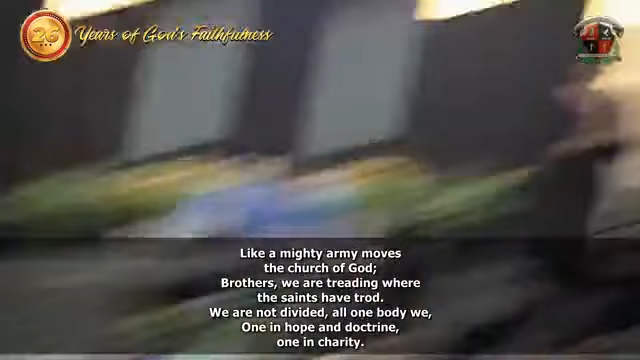 26
Years of God's Faithfulness
Like a mighty army moves
the church of God;
Brothers, we are treading where
the saints have trod.
We are not divided, all one body we,
One in hope and doctrine,
one in charity.